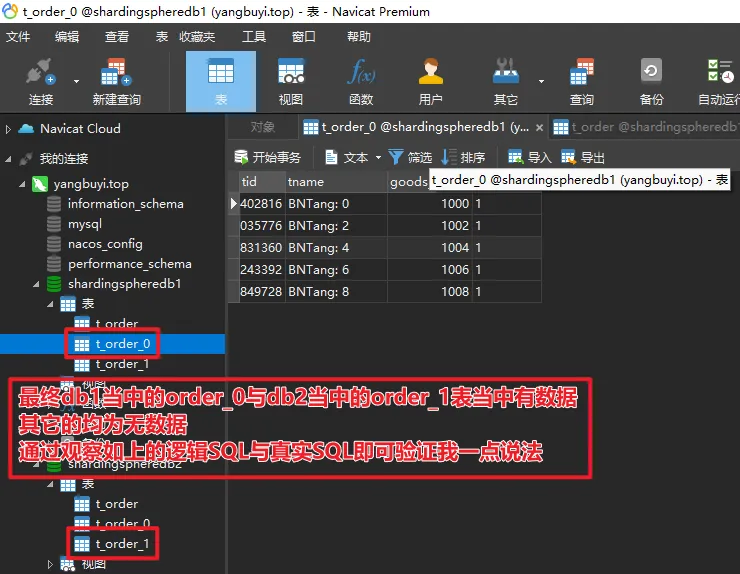 t_order_0 @shardingspheredb1 (yangbuyi.top) - 表 - Navicat Premium
文件 编辑 查看 表 收藏夹 工具 窗口 帮助
连接 新建查询 表 视图 函数 用户 其它 查询 备份 自动运行
Navicat Cloud
我的连接
yangbuyi.top
information_schema
mysql
nacos_config
performance_schema
shardingspheredb1
表
t_order
t_order_0
t_order_1
视图
shardingspheredb2
表
t_order
t_order_0
t_order_1
视图
对象 t_order_0 @shardingspheredb1 (y... t_order @shardingspheredb1
开始事务 文本 筛选 排序 导入 导出
t_order_0 @shardingspheredb1 (yangbuyi.top) - 表
tid tname goods
402816 BNTang: 0 1000 1
035776 BNTang: 2 1002 1
831360 BNTang: 4 1004 1
243392 BNTang: 6 1006 1
849728 BNTang: 8 1008 1
最终db1当中的order_0与db2当中的order_1表当中有数据
其它的均为无数据
通过观察如上的逻辑SQL与真实SQL即可验证我一点说法